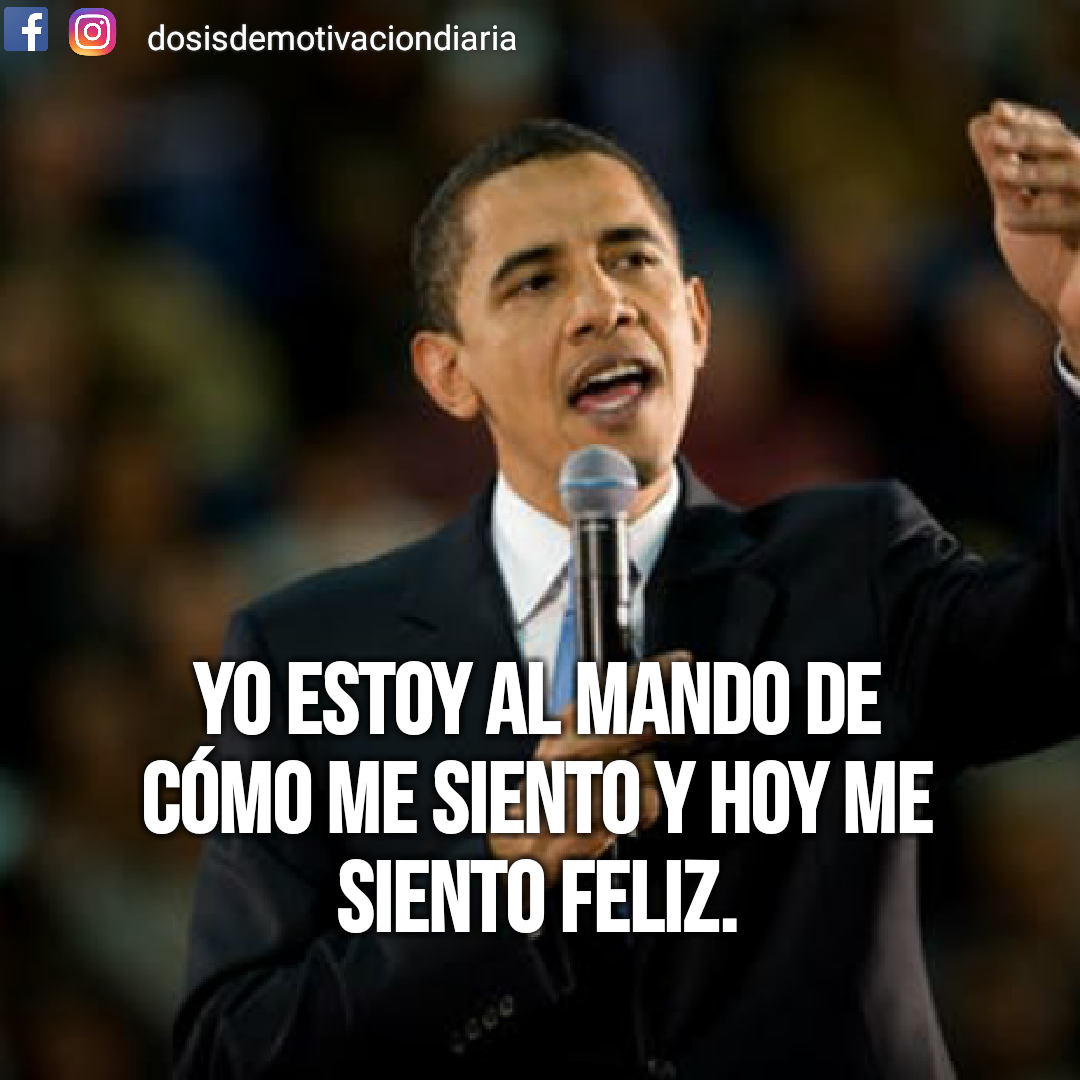 dosisdemotivaciondiaria
YO ESTOY AL MANDO DE
CÓMO ME SIENTO Y HOY ME
SIENTO FELIZ.